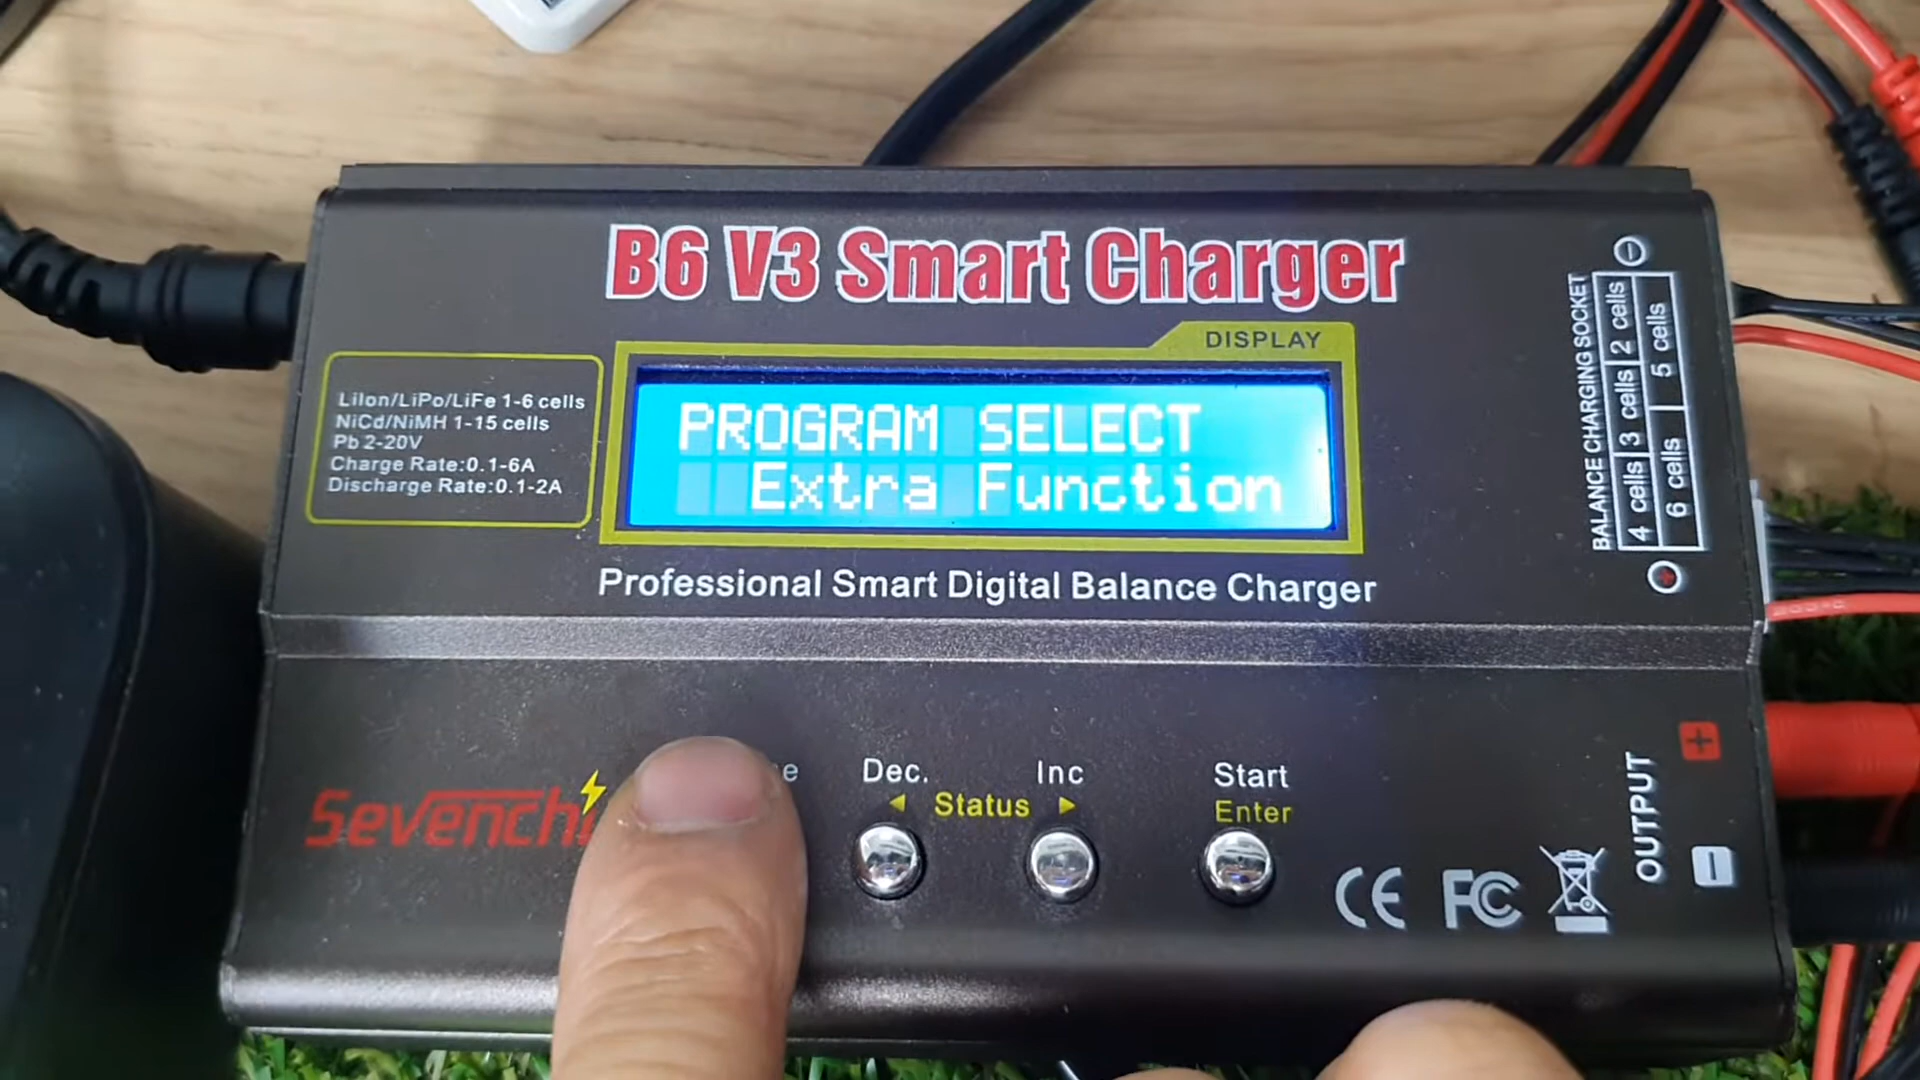 B6 V3 Smart Charger
DISPLAY
PROGRAM SELECT
Extra Function
LiIon/LiPo/LiFe 1-6 cells
NiCd/NiMH 1-15 cells
Pb 2-20V
Charge Rate:0.1-6A
Discharge Rate:0.1-2A
BALANCE CHARGING SOCKET
4 cells 3 cells 2 cells
6 cells 5 cells
Professional Smart Digital Balance Charger
Dec.
Inc
Start
◄ Status ►
Enter
OUTPUT
+
-
CE FC